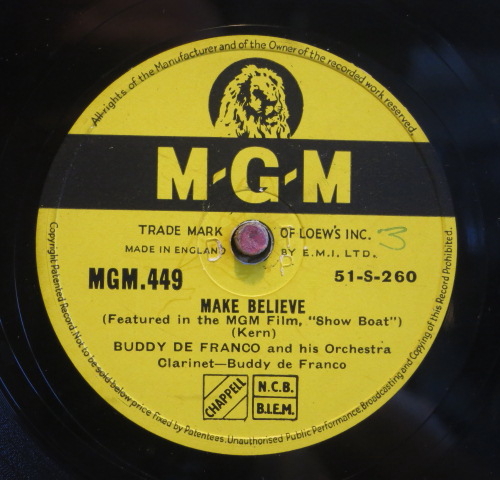 All rights of the Manufacturer and of the Owner of the recorded work reserved.
M-G-M
TRADE MARK OF LOEW'S INC. 3
MADE IN ENGLAND BY E.M.I. LTD.
MGM.449 51-S-260
MAKE BELIEVE
(Featured in the MGM Film, "Show Boat")
(Kern)
BUDDY DE FRANCO and his Orchestra
Clarinet—Buddy de Franco
CHAPPELL
N.C.B.
B.I.E.M.
Copyright Patented Record. Not to be sold below price fixed by Patentees. Unauthorised Public Performance, Broadcasting and Copying of this Record Prohibited.